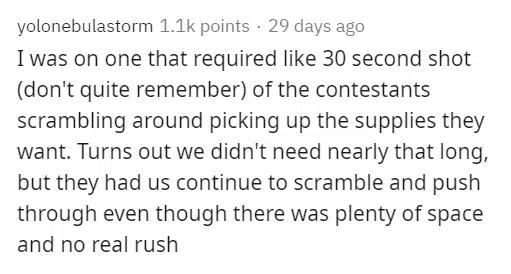 yolonebulastorm 1.1k points · 29 days ago
I was on one that required like 30 second shot
(don't quite remember) of the contestants
scrambling around picking up the supplies they
want. Turns out we didn't need nearly that long,
but they had us continue to scramble and push
through even though there was plenty of space
and no real rush